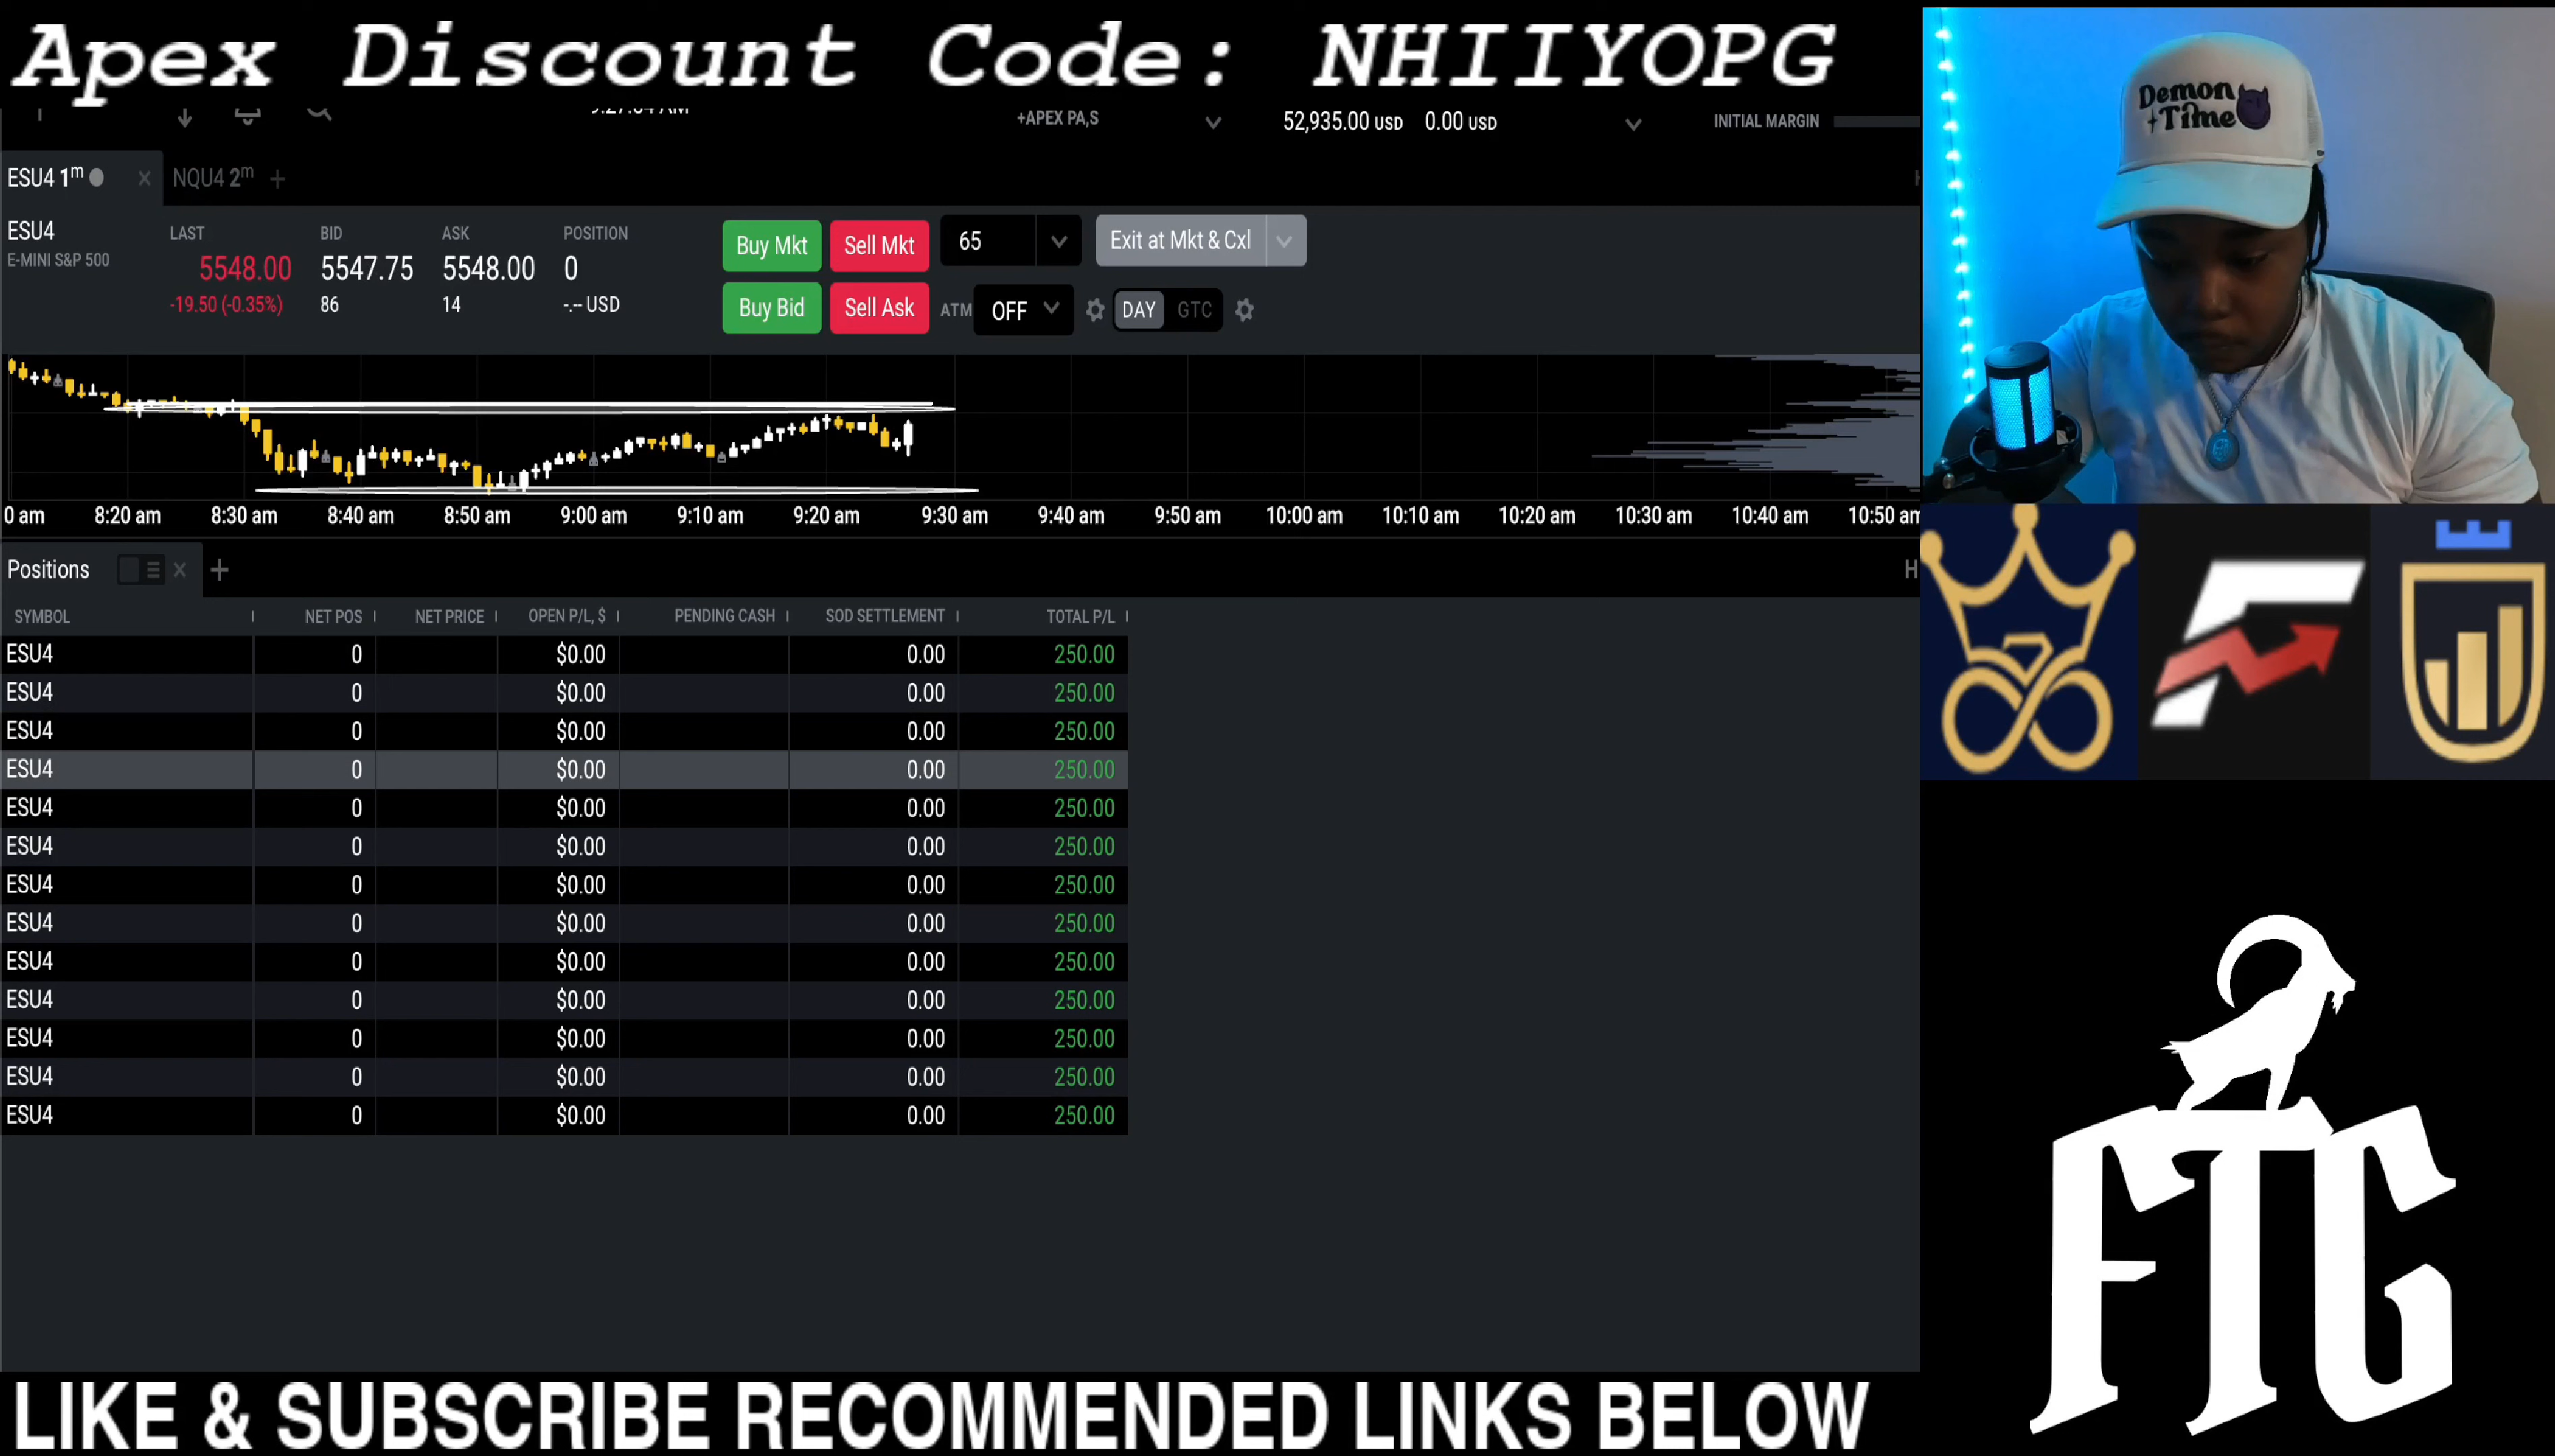 Apex Discount Code: NHIIYOPG
+APEX PA,S 52,935.00 USD 0.00 USD INITIAL MARGIN
ESU4 1m NQU4 2m
ESU4
E-MINI S&P 500
LAST BID ASK POSITION
5548.00 5547.75 5548.00 0
-19.50 (-0.35%) 86 14 -.-- USD
Buy Mkt Sell Mkt 65 Exit at Mkt & Cxl
Buy Bid Sell Ask ATM OFF DAY GTC
0 am 8:20 am 8:30 am 8:40 am 8:50 am 9:00 am 9:10 am 9:20 am 9:30 am 9:40 am 9:50 am 10:00 am 10:10 am 10:20 am 10:30 am 10:40 am 10:50 am
Positions
SYMBOL NET POS NET PRICE OPEN P/L, $ PENDING CASH SOD SETTLEMENT TOTAL P/L
ESU4 0 $0.00 0.00 250.00
ESU4 0 $0.00 0.00 250.00
ESU4 0 $0.00 0.00 250.00
ESU4 0 $0.00 0.00 250.00
ESU4 0 $0.00 0.00 250.00
ESU4 0 $0.00 0.00 250.00
ESU4 0 $0.00 0.00 250.00
ESU4 0 $0.00 0.00 250.00
ESU4 0 $0.00 0.00 250.00
ESU4 0 $0.00 0.00 250.00
ESU4 0 $0.00 0.00 250.00
ESU4 0 $0.00 0.00 250.00
ESU4 0 $0.00 0.00 250.00
LIKE & SUBSCRIBE RECOMMENDED LINKS BELOW
Demon
Time
FTG